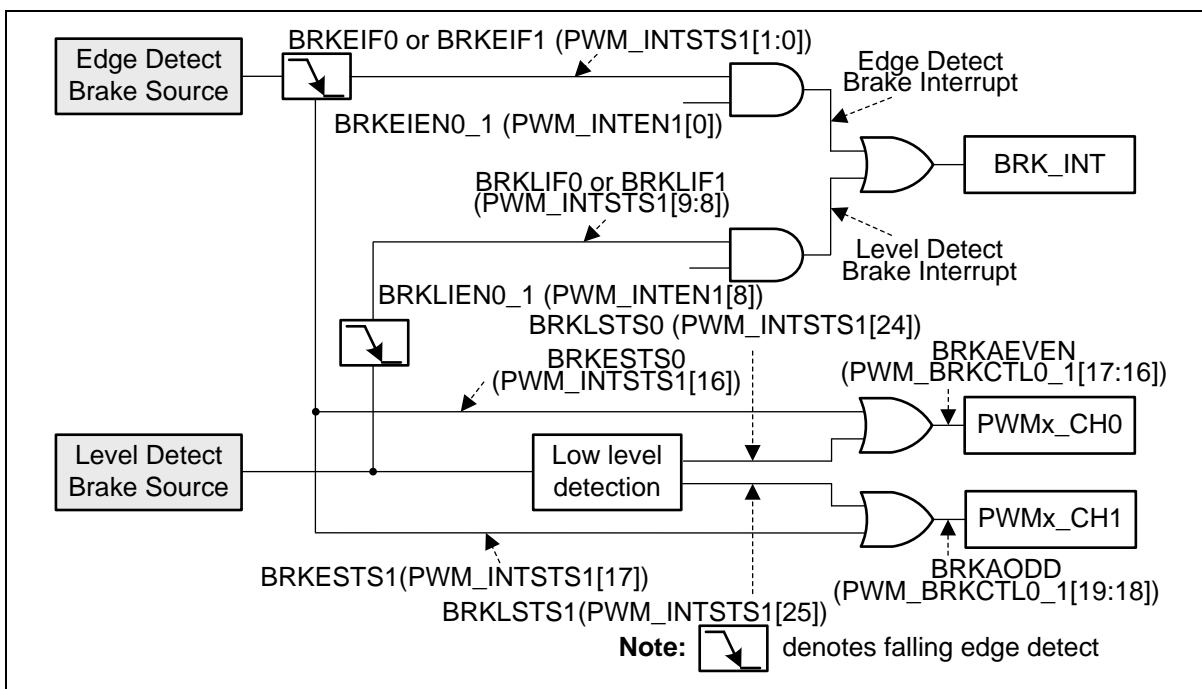 BRKEIF0 or BRKEIF1 (PWM_INTSTS1[1:0])
Edge Detect
Brake Source
Edge Detect
Brake Interrupt
BRKEIEN0_1 (PWM_INTEN1[0])
BRK_INT
BRKLIF0 or BRKLIF1
(PWM_INTSTS1[9:8])
Level Detect
Brake Interrupt
BRKLIEN0_1 (PWM_INTEN1[8])
BRKLSTS0 (PWM_INTSTS1[24])
BRKESTS0
(PWM_INTSTS1[16])
BRKAEVEN
(PWM_BRKCTL0_1[17:16])
PWMx_CH0
Level Detect
Brake Source
Low level
detection
PWMx_CH1
BRKESTS1(PWM_INTSTS1[17])
BRKAODD
(PWM_BRKCTL0_1[19:18])
BRKLSTS1(PWM_INTSTS1[25])
Note: denotes falling edge detect